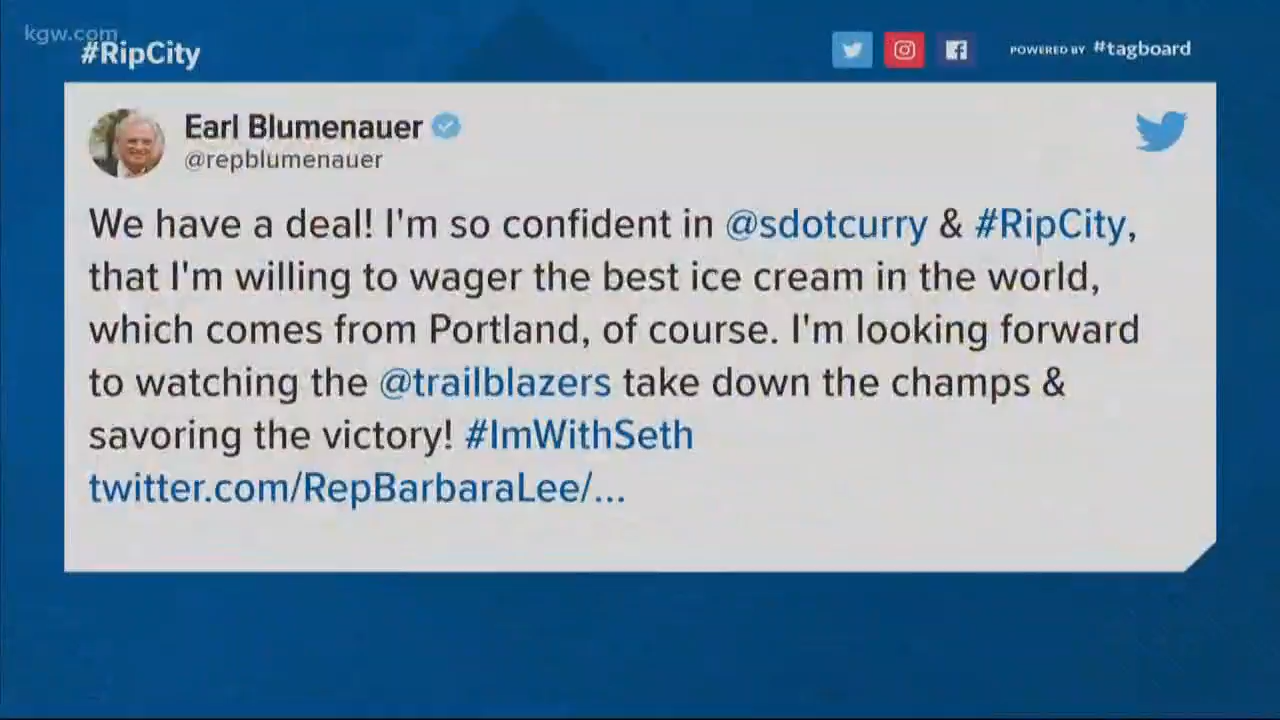 kgw.com
#RipCity
POWERED BY #tagboard
Earl Blumenauer
@repblumenauer
We have a deal! I'm so confident in @sdotcurry & #RipCity,
that I'm willing to wager the best ice cream in the world,
which comes from Portland, of course. I'm looking forward
to watching the @trailblazers take down the champs &
savoring the victory! #ImWithSeth
twitter.com/RepBarbaraLee/...